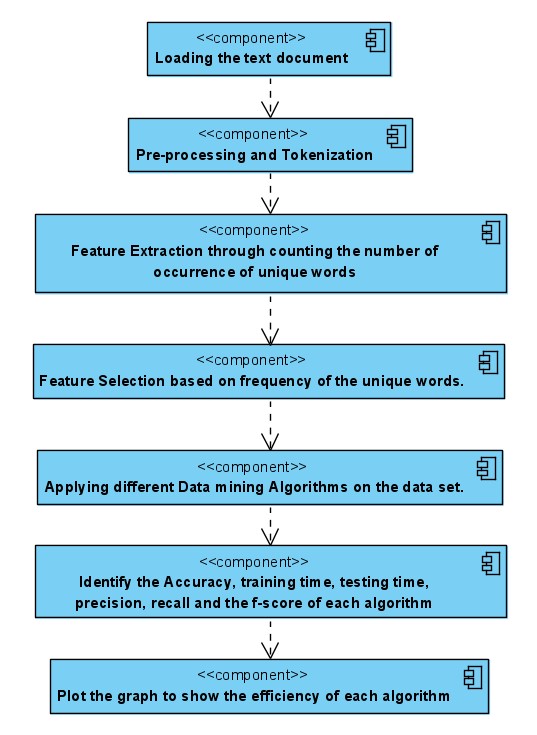 <<component>>
Loading the text document
<<component>>
Pre-processing and Tokenization
<<component>>
Feature Extraction through counting the number of
occurrence of unique words
<<component>>
Feature Selection based on frequency of the unique words.
<<component>>
Applying different Data mining Algorithms on the data set.
<<component>>
Identify the Accuracy, training time, testing time,
precision, recall and the f-score of each algorithm
<<component>>
Plot the graph to show the efficiency of each algorithm